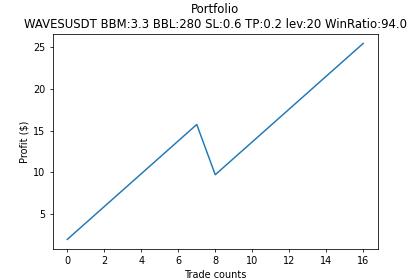 Portfolio
WAVESUSDT BBM:3.3 BBL:280 SL:0.6 TP:0.2 lev:20 WinRatio:94.0
25
20
15
10
5
Profit ($)
0 2 4 6 8 10 12 14 16
Trade counts